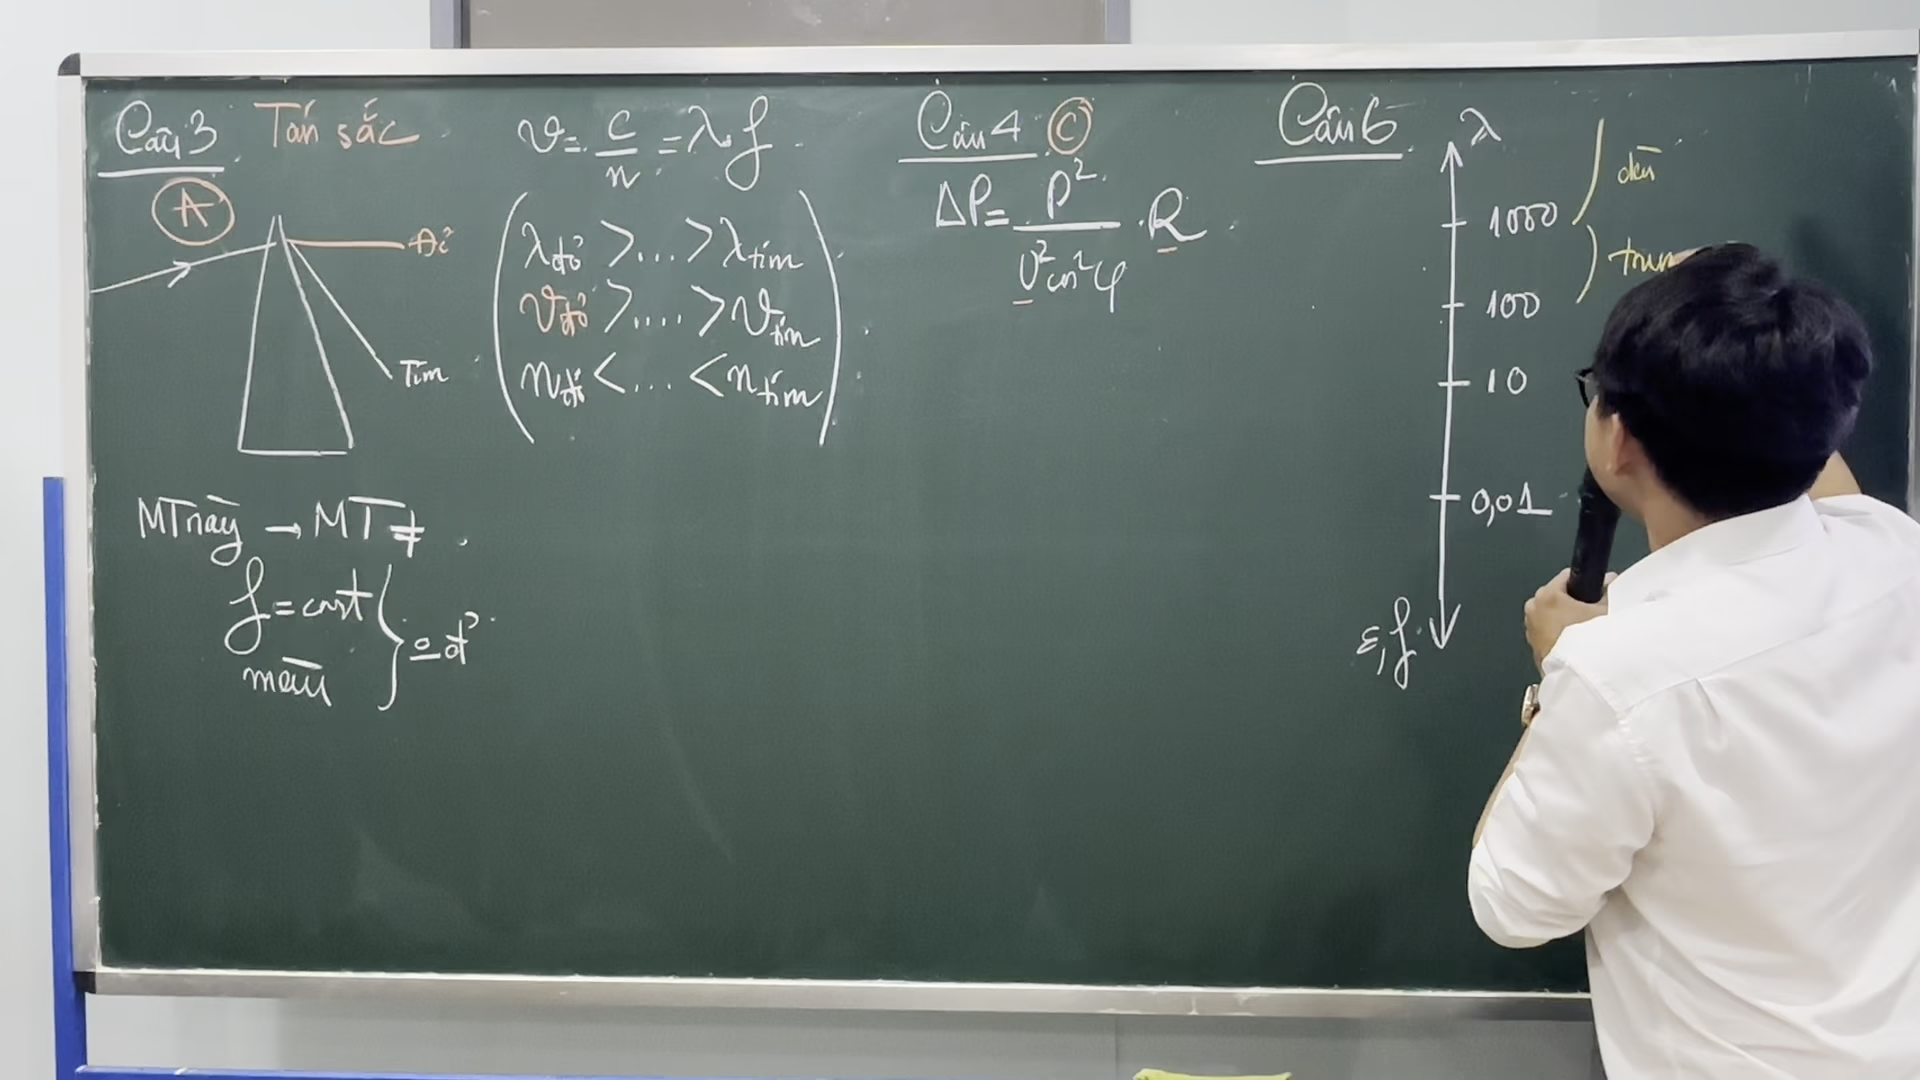 Câu 3 Tán sắc
A
Đỏ
Tím
v = c/n = λ.f
λđỏ > ... > λtím
vđỏ > .... > vtím
nđỏ < ... < ntím
MT này → MT ≠
f = const
màu
Câu 4 C
ΔP = P²/U²cos²φ . R
Câu 6
λ
1000
100
10
0,01
ε, f
dài